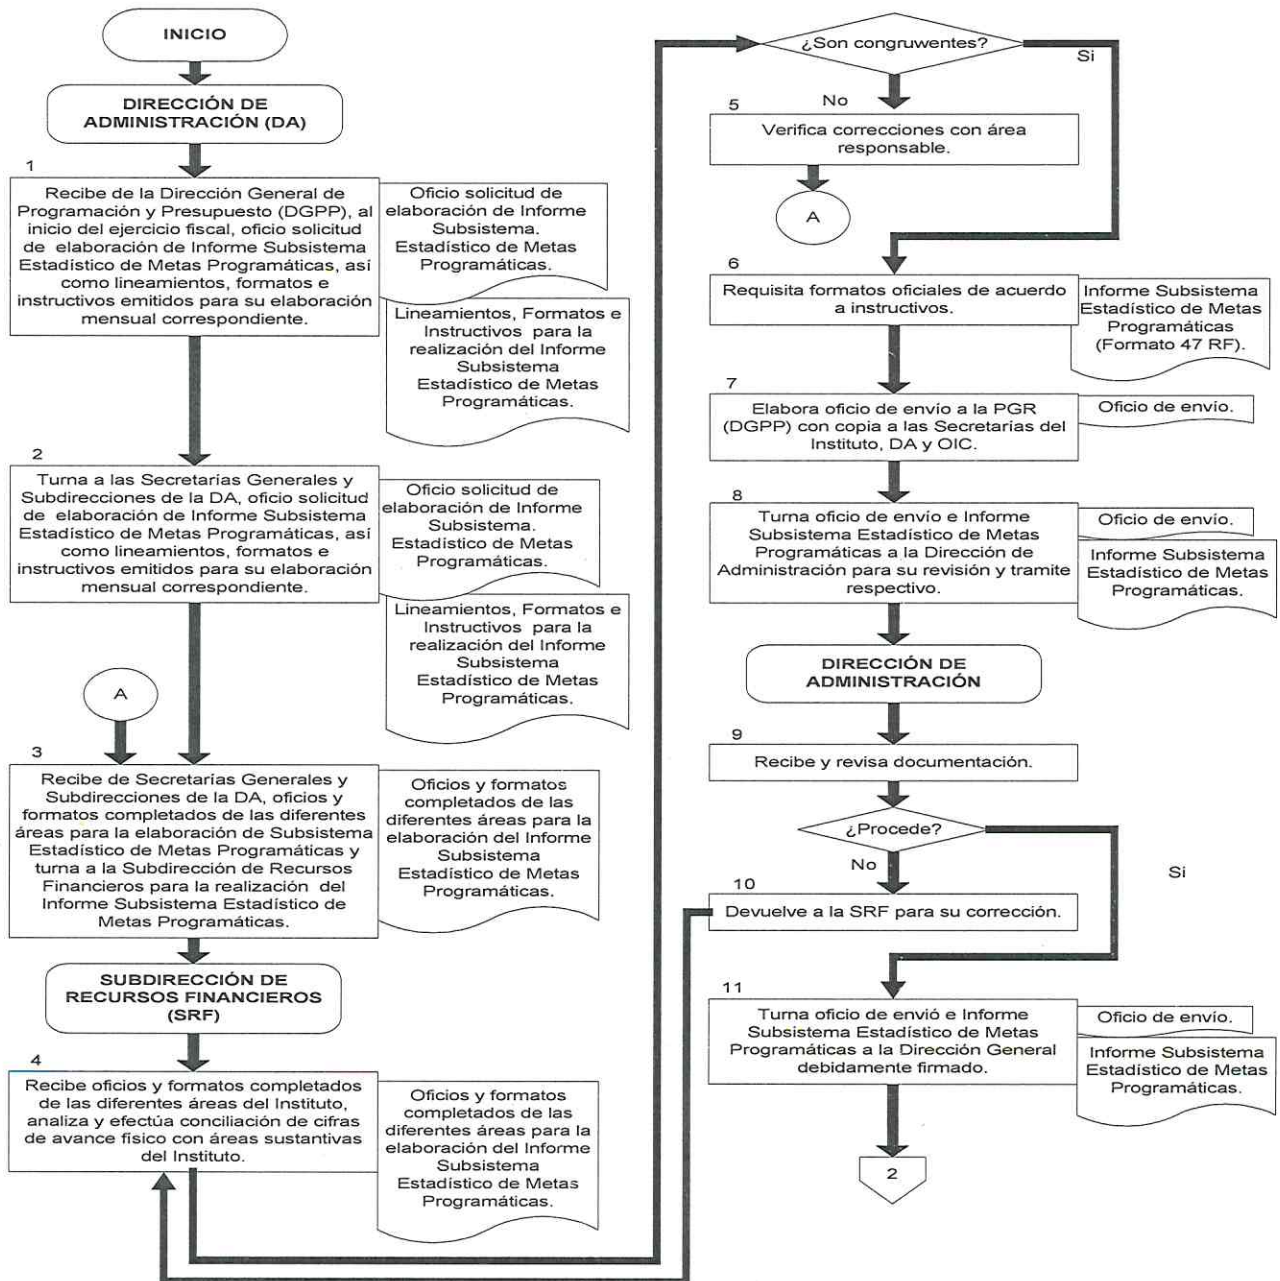 INICIO
DIRECCIÓN DE
ADMINISTRACIÓN (DA)
1
Recibe de la Dirección General de
Programación y Presupuesto (DGPP), al
inicio del ejercicio fiscal, oficio solicitud
de elaboración de Informe Subsistema
Estadístico de Metas Programáticas, así
como lineamientos, formatos e
instructivos emitidos para su elaboración
mensual correspondiente.
Oficio solicitud de
elaboración de Informe
Subsistema.
Estadístico de Metas
Programáticas.
Lineamientos, Formatos e
Instructivos para la
realización del Informe
Subsistema
Estadístico de Metas
Programáticas.
2
Turna a las Secretarías Generales y
Subdirecciones de la DA, oficio solicitud
de elaboración de Informe Subsistema
Estadístico de Metas Programáticas, así
como lineamientos, formatos e
instructivos emitidos para su elaboración
mensual correspondiente.
Oficio solicitud de
elaboración de Informe
Subsistema.
Estadístico de Metas
Programáticas.
Lineamientos, Formatos e
Instructivos para la
realización del Informe
Subsistema
Estadístico de Metas
Programáticas.
A
3
Recibe de Secretarías Generales y
Subdirecciones de la DA, oficios y
formatos completados de las diferentes
áreas para la elaboración de Subsistema
Estadístico de Metas Programáticas y
turna a la Subdirección de Recursos
Financieros para la realización del
Informe Subsistema Estadístico de
Metas Programáticas.
Oficios y formatos
completados de las
diferentes áreas para la
elaboración del Informe
Subsistema
Estadístico de Metas
Programáticas.
SUBDIRECCIÓN DE
RECURSOS FINANCIEROS
(SRF)
4
Recibe oficios y formatos completados
de las diferentes áreas del Instituto,
analiza y efectúa conciliación de cifras
de avance físico con áreas sustantivas
del Instituto.
Oficios y formatos
completados de las
diferentes áreas para la
elaboración del Informe
Subsistema
Estadístico de Metas
Programáticas.
¿Son congruwentes?
Si
No
5
Verifica correcciones con área
responsable.
A
6
Requisita formatos oficiales de acuerdo
a instructivos.
Informe Subsistema
Estadístico de Metas
Programáticas
(Formato 47 RF).
7
Elabora oficio de envío a la PGR
(DGPP) con copia a las Secretarías del
Instituto, DA y OIC.
Oficio de envío.
8
Turna oficio de envío e Informe
Subsistema Estadístico de Metas
Programáticas a la Dirección de
Administración para su revisión y tramite
respectivo.
Oficio de envío.
Informe Subsistema
Estadístico de Metas
Programáticas.
DIRECCIÓN DE
ADMINISTRACIÓN
9
Recibe y revisa documentación.
¿Procede?
No
Si
10
Devuelve a la SRF para su corrección.
11
Turna oficio de envió e Informe
Subsistema Estadístico de Metas
Programáticas a la Dirección General
debidamente firmado.
Oficio de envío.
Informe Subsistema
Estadístico de Metas
Programáticas.
2